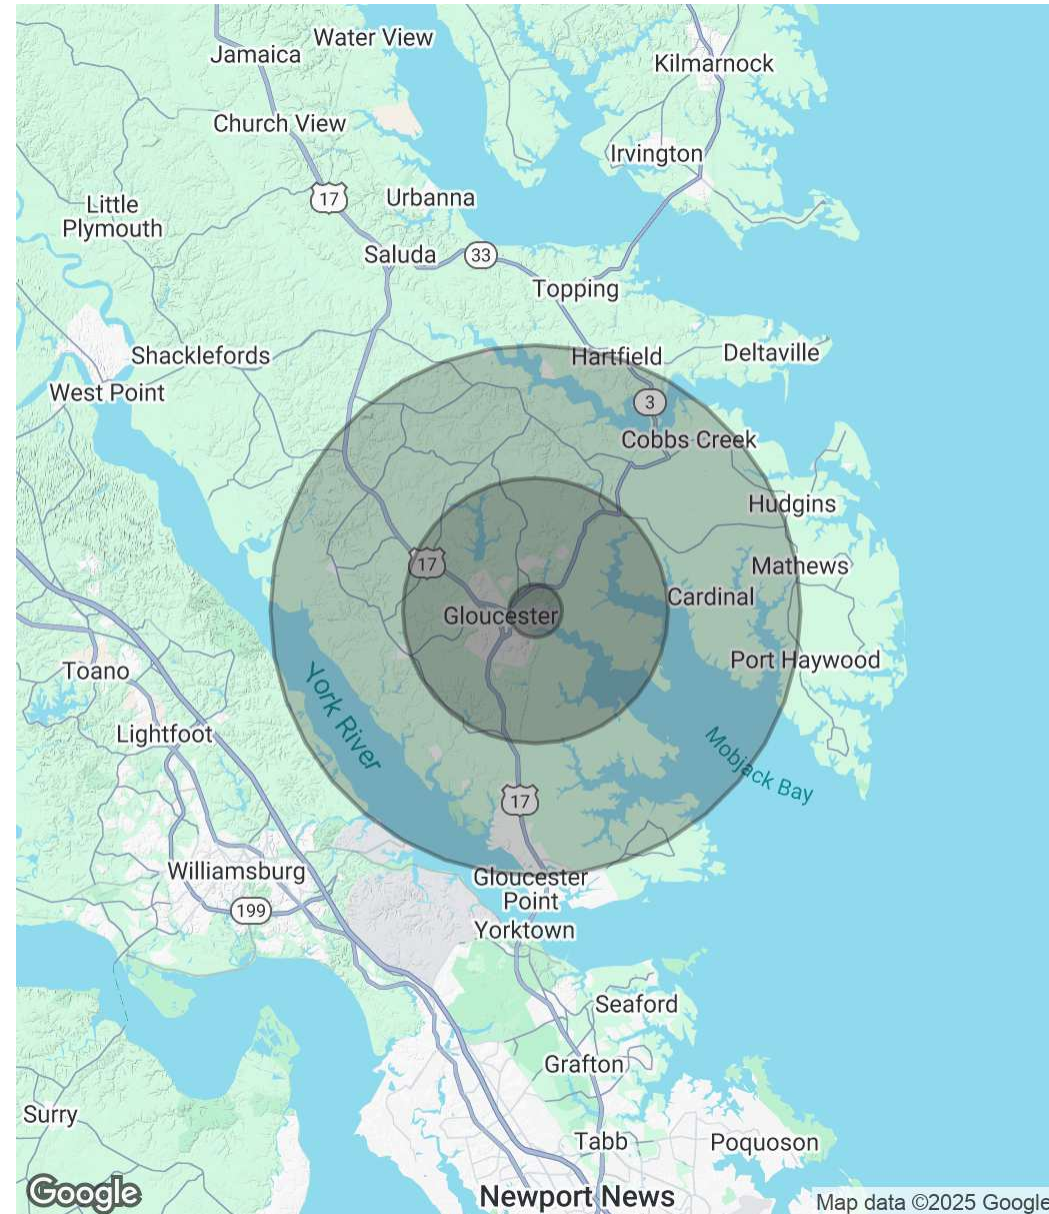 Water View
Jamaica
Kilmarnock
Church View
Irvington
17
Urbanna
Little
Plymouth
Saluda
33
Topping
Shacklefords
Hartfield
Deltaville
West Point
3
Cobbs Creek
Hudgins
17
Mathews
Cardinal
Gloucester
Port Haywood
Toano
York River
Lightfoot
Mobjack Bay
17
Williamsburg
Gloucester
Point
199
Yorktown
Seaford
Grafton
Surry
Tabb
Poquoson
Google
Newport News
Map data ©2025 Google